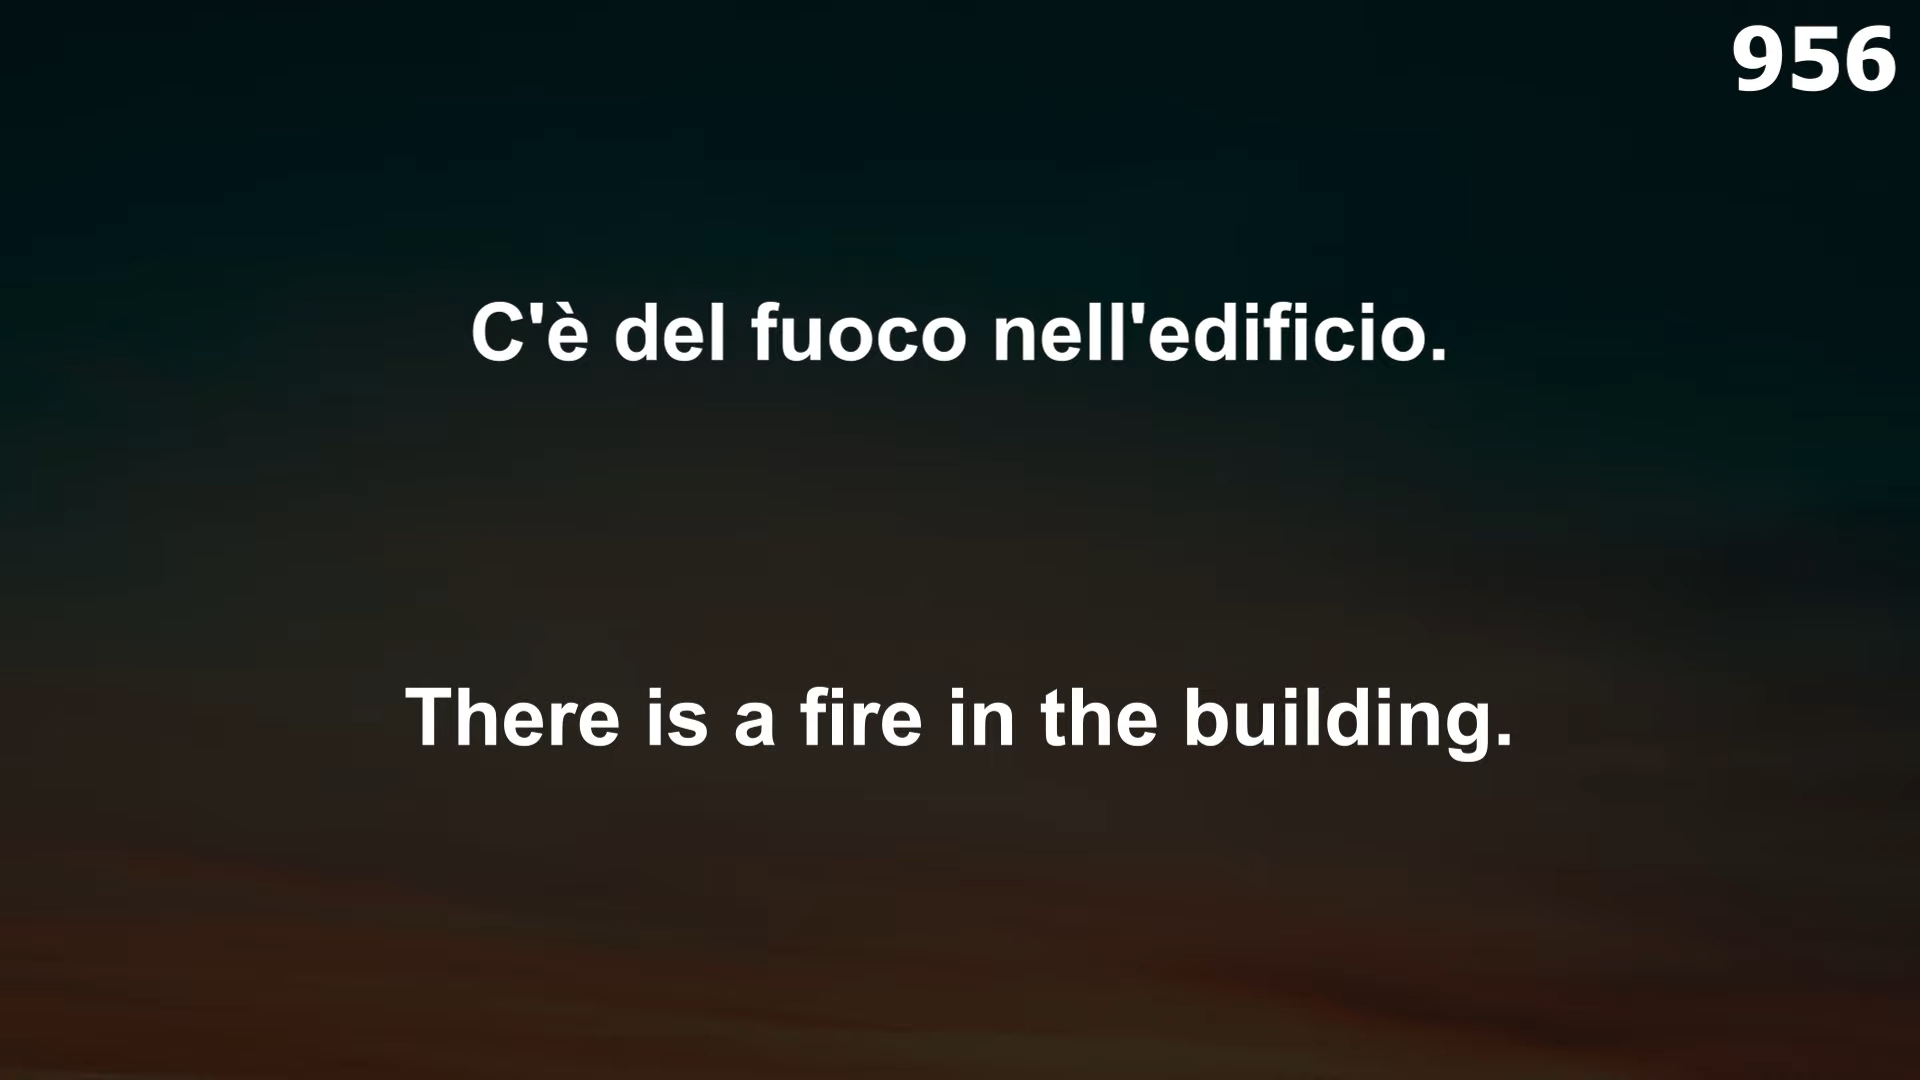 956
C'è del fuoco nell'edificio.
There is a fire in the building.